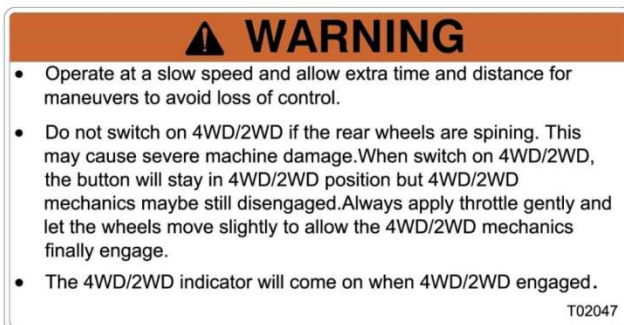 WARNING
• Operate at a slow speed and allow extra time and distance for
maneuvers to avoid loss of control.
• Do not switch on 4WD/2WD if the rear wheels are spining. This
may cause severe machine damage.When switch on 4WD/2WD,
the button will stay in 4WD/2WD position but 4WD/2WD
mechanics maybe still disengaged.Always apply throttle gently and
let the wheels move slightly to allow the 4WD/2WD mechanics
finally engage.
• The 4WD/2WD indicator will come on when 4WD/2WD engaged.
T02047